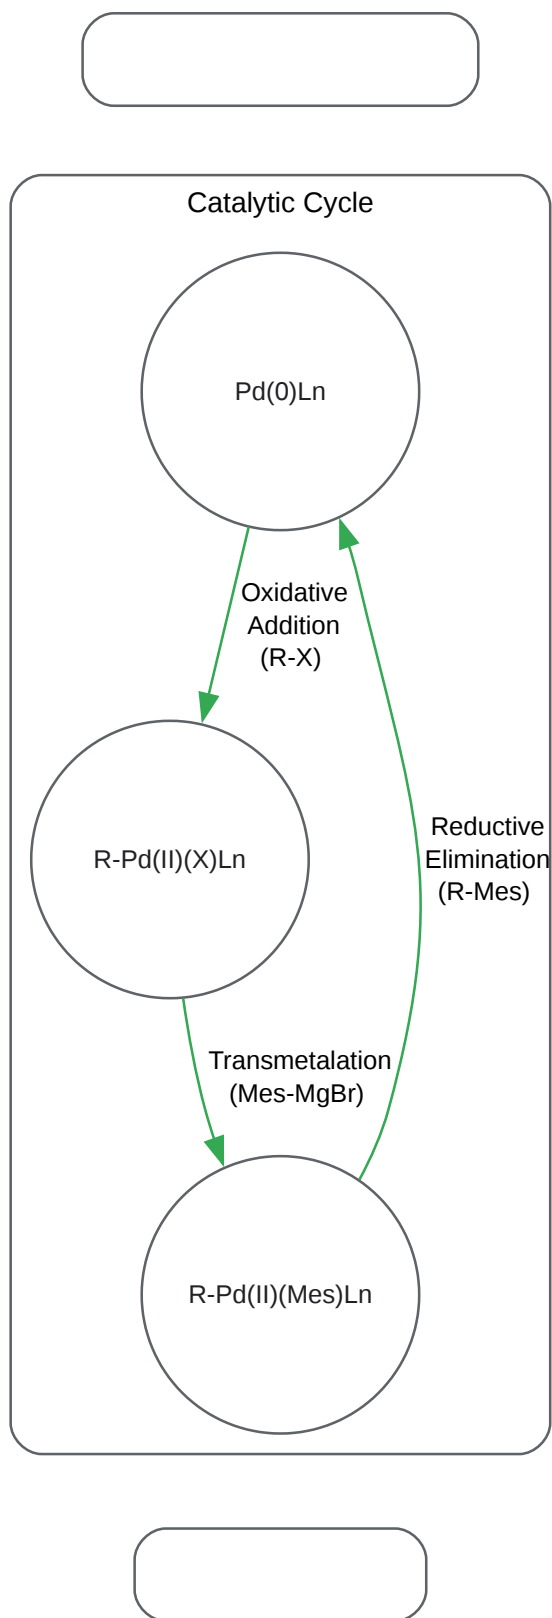 Catalytic Cycle
Pd(0)Ln
Oxidative
Addition
(R-X)
R-Pd(II)(X)Ln
Reductive
Elimination
(R-Mes)
Transmetalation
(Mes-MgBr)
R-Pd(II)(Mes)Ln